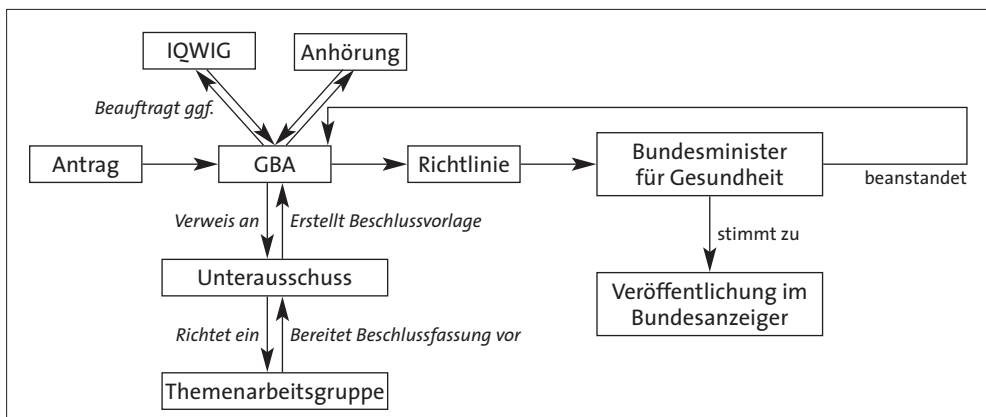 IQWIG
Anhörung
Beauftragt ggf.
Antrag
GBA
Richtlinie
Bundesminister
für Gesundheit
beanstandet
Verweis an
Erstellt Beschlussvorlage
stimmt zu
Unterausschuss
Veröffentlichung im
Bundesanzeiger
Richtet ein
Bereitet Beschlussfassung vor
Themenarbeitsgruppe